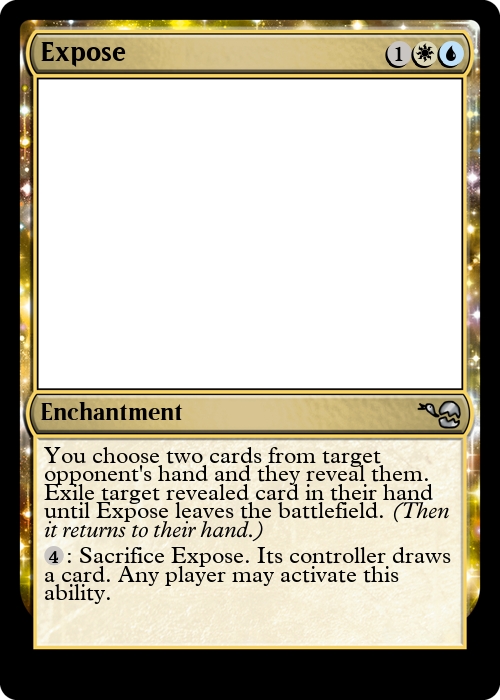 Expose 1
Enchantment
You choose two cards from target
opponent's hand and they reveal them.
Exile target revealed card in their hand
until Expose leaves the battlefield. (Then
it returns to their hand.)
4 : Sacrifice Expose. Its controller draws
a card. Any player may activate this
ability.